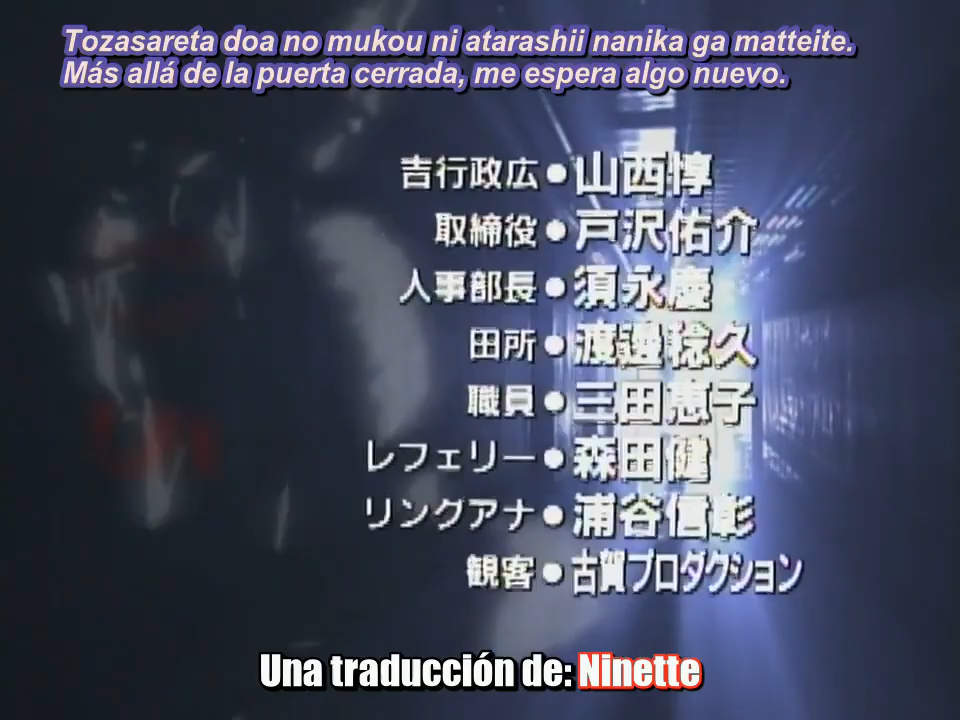 Tozasareta doa no mukou ni atarashii nanika ga matteite.
Más allá de la puerta cerrada, me espera algo nuevo.
吉行政広●山西惇
取締役●戸沢佑介
人事部長●須永慶
田所●渡邊稔久
職員●三田恵子
レフェリー●森田健
リングアナ●浦谷信彰
観客●古賀プロダクション
Una traducción de: Ninette